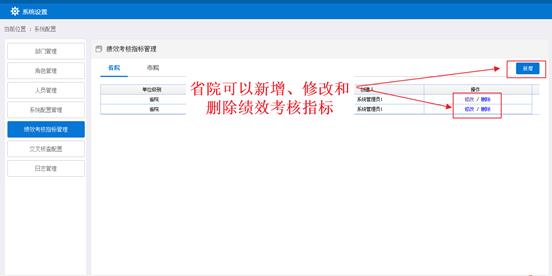 系统设置
当前位置 : 系统配置
部门管理
角色管理
人员管理
系统配置管理
绩效考核指标管理
交叉核查配置
日志管理
绩效考核指标管理
省院 市院
新增
单位级别 创建人 操作
省院 系统管理员1 修改 / 删除
省院 系统管理员1 修改 / 删除
省院可以新增、修改和
删除绩效考核指标